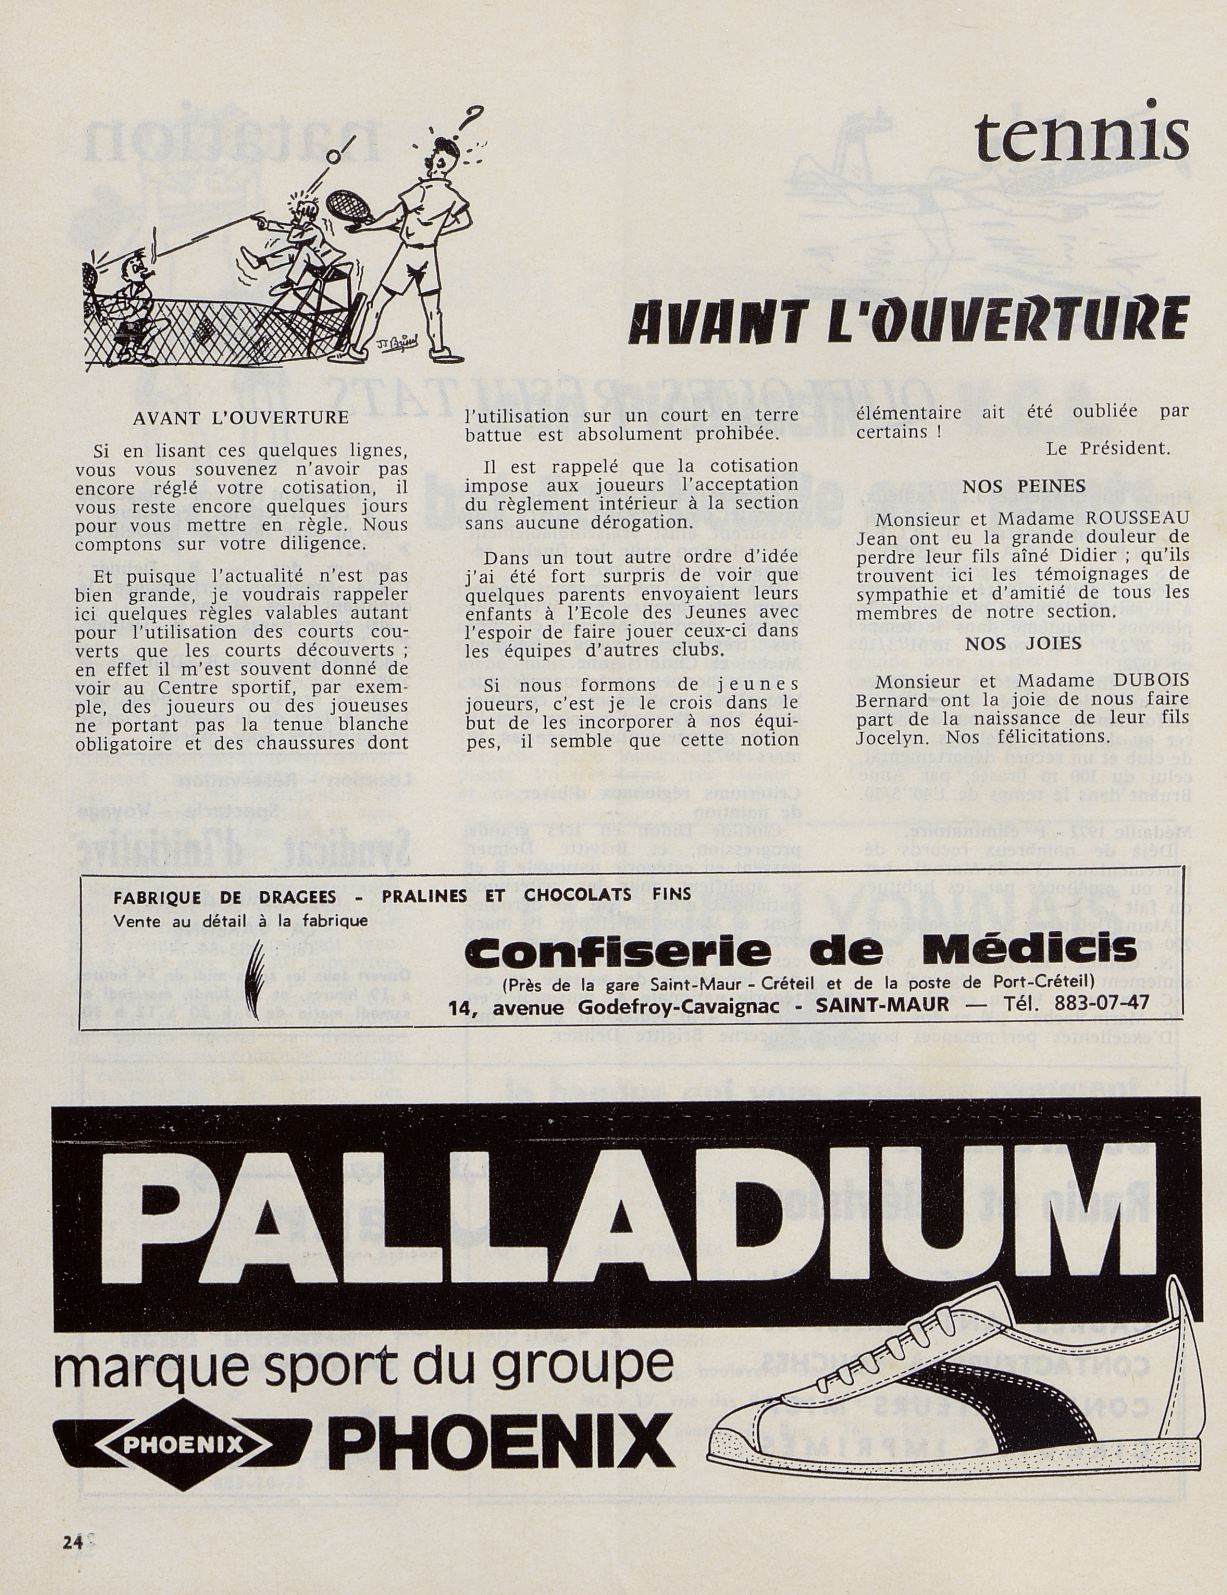 tennis
AVANT L'OUVERTURE
AVANT L'OUVERTURE
Si en lisant ces quelques lignes,
vous vous souvenez n'avoir pas
encore réglé votre cotisation, il
vous reste encore quelques jours
pour vous mettre en règle. Nous
comptons sur votre diligence.
Et puisque l'actualité n'est pas
bien grande, je voudrais rappeler
ici quelques règles valables autant
pour l'utilisation des courts cou-
verts que les courts découverts ;
en effet il m'est souvent donné de
voir au Centre sportif, par exem-
ple, des joueurs ou des joueuses
ne portant pas la tenue blanche
obligatoire et des chaussures dont
l'utilisation sur un court en terre
battue est absolument prohibée.
Il est rappelé que la cotisation
impose aux joueurs l'acceptation
du règlement intérieur à la section
sans aucune dérogation.
Dans un tout autre ordre d'idée
j'ai été fort surpris de voir que
quelques parents envoyaient leurs
enfants à l'Ecole des Jeunes avec
l'espoir de faire jouer ceux-ci dans
les équipes d'autres clubs.
Si nous formons de jeunes
joueurs, c'est je le crois dans le
but de les incorporer à nos équi-
pes, il semble que cette notion
élémentaire ait été oubliée par
certains !
Le Président.
NOS PEINES
Monsieur et Madame ROUSSEAU
Jean ont eu la grande douleur de
perdre leur fils aîné Didier ; qu'ils
trouvent ici les témoignages de
sympathie et d'amitié de tous les
membres de notre section.
NOS JOIES
Monsieur et Madame DUBOIS
Bernard ont la joie de nous faire
part de la naissance de leur fils
Jocelyn. Nos félicitations.
FABRIQUE DE DRAGEES - PRALINES ET CHOCOLATS FINS
Vente au détail à la fabrique
Confiserie de Médicis
(Près de la gare Saint-Maur - Créteil et de la poste de Port-Créteil)
14, avenue Godefroy-Cavaignac - SAINT-MAUR — Tél. 883-07-47
PALLADIUM
marque sport du groupe
PHOENIX PHOENIX
24